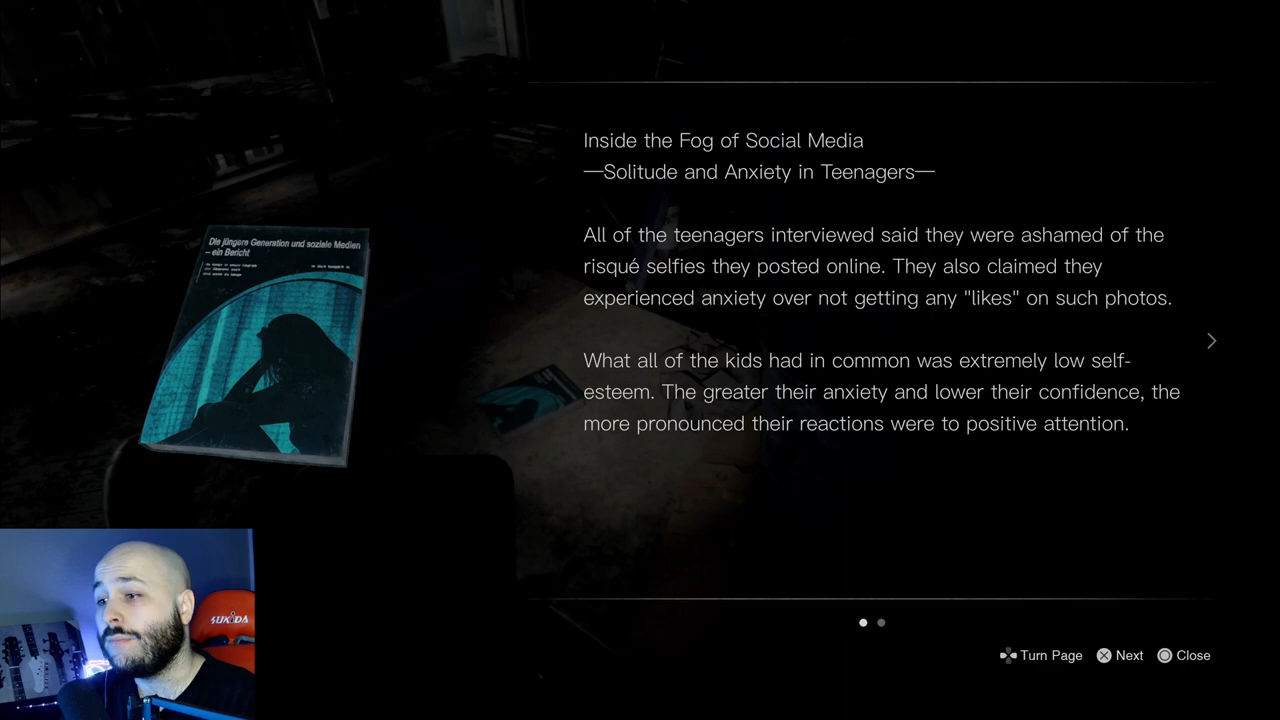 Inside the Fog of Social Media
—Solitude and Anxiety in Teenagers—
All of the teenagers interviewed said they were ashamed of the
risqué selfies they posted online. They also claimed they
experienced anxiety over not getting any "likes" on such photos.
What all of the kids had in common was extremely low self-
esteem. The greater their anxiety and lower their confidence, the
more pronounced their reactions were to positive attention.
Die jüngere Generation und soziale Medien
– ein Bericht
SUKIDA
Turn Page
Next
Close